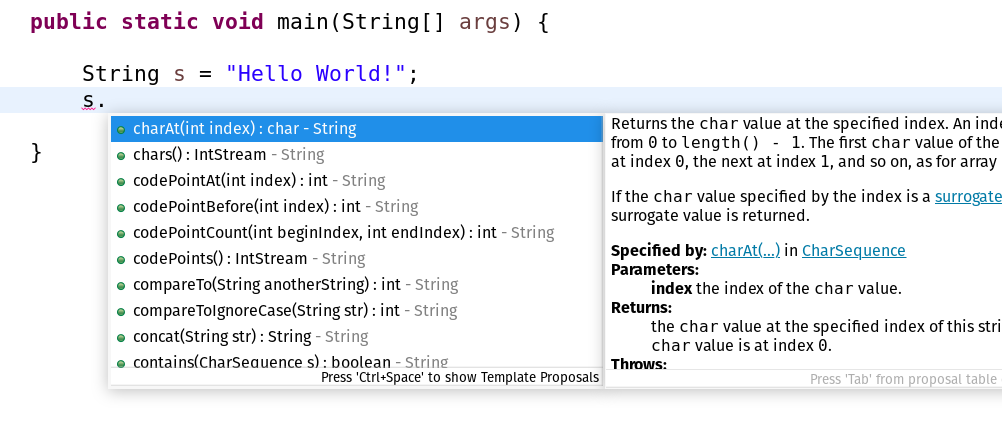 public static void main(String[] args) {
String s = "Hello World!";
s.
}
charAt(int index) : char - String
chars() : IntStream - String
codePointAt(int index) : int - String
codePointBefore(int index) : int - String
codePointCount(int beginIndex, int endIndex) : int - String
codePoints() : IntStream - String
compareTo(String anotherString) : int - String
compareToIgnoreCase(String str) : int - String
concat(String str) : String - String
contains(CharSequence s) : boolean - String
Press 'Ctrl+Space' to show Template Proposals
Returns the char value at the specified index. An
from 0 to length() - 1. The first char value of the
at index 0, the next at index 1, and so on, as for array
If the char value specified by the index is a surrogate
surrogate value is returned.
Specified by: charAt(...) in CharSequence
Parameters:
index the index of the char value.
Returns:
the char value at the specified index of this
char value is at index 0.
Throws:
Press 'Tab' from proposal table